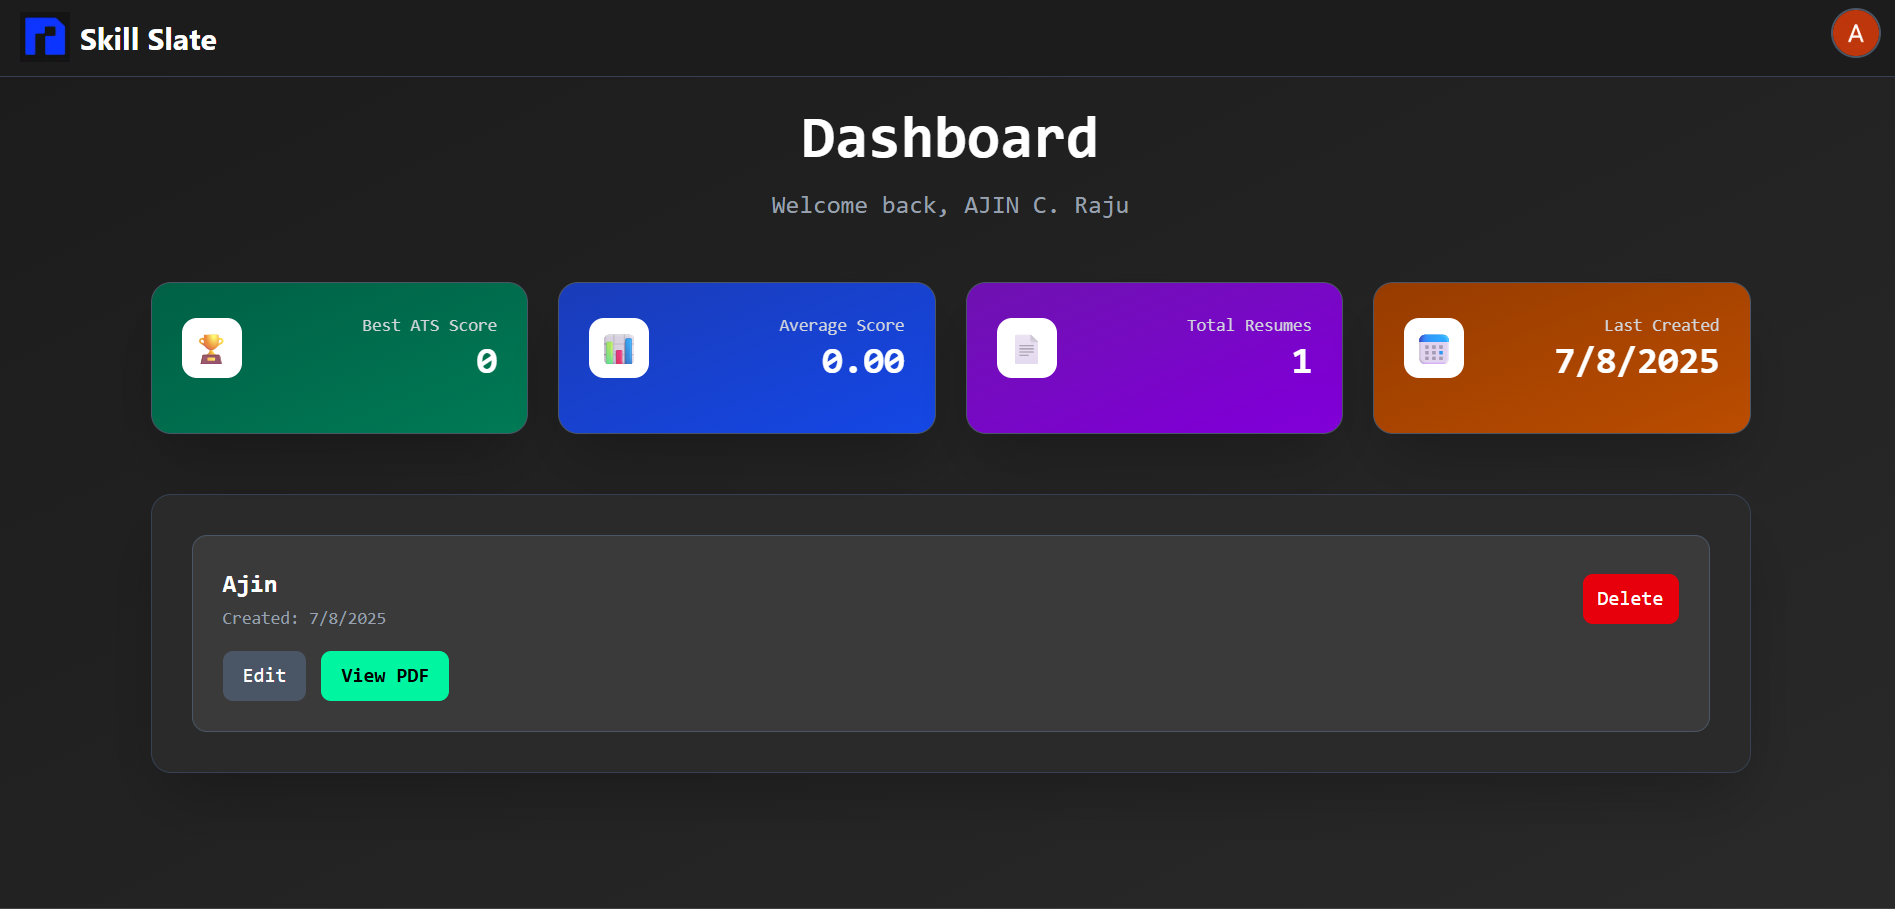 Skill Slate
A
Dashboard
Welcome back, AJIN C. Raju
Best ATS Score
0
Average Score
0.00
Total Resumes
1
Last Created
7/8/2025
Ajin
Created: 7/8/2025
Delete
Edit
View PDF